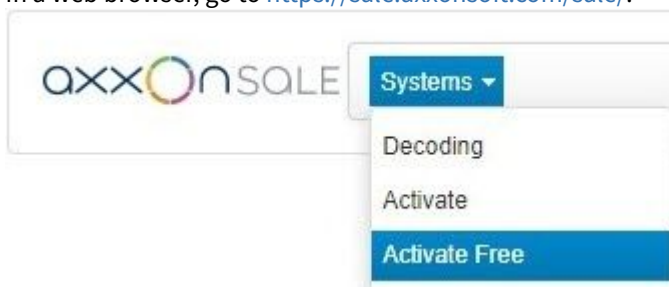 In a web browser, go to https://sale.axxonsoft.com/sale/.
axxonsale
Systems
Decoding
Activate
Activate Free